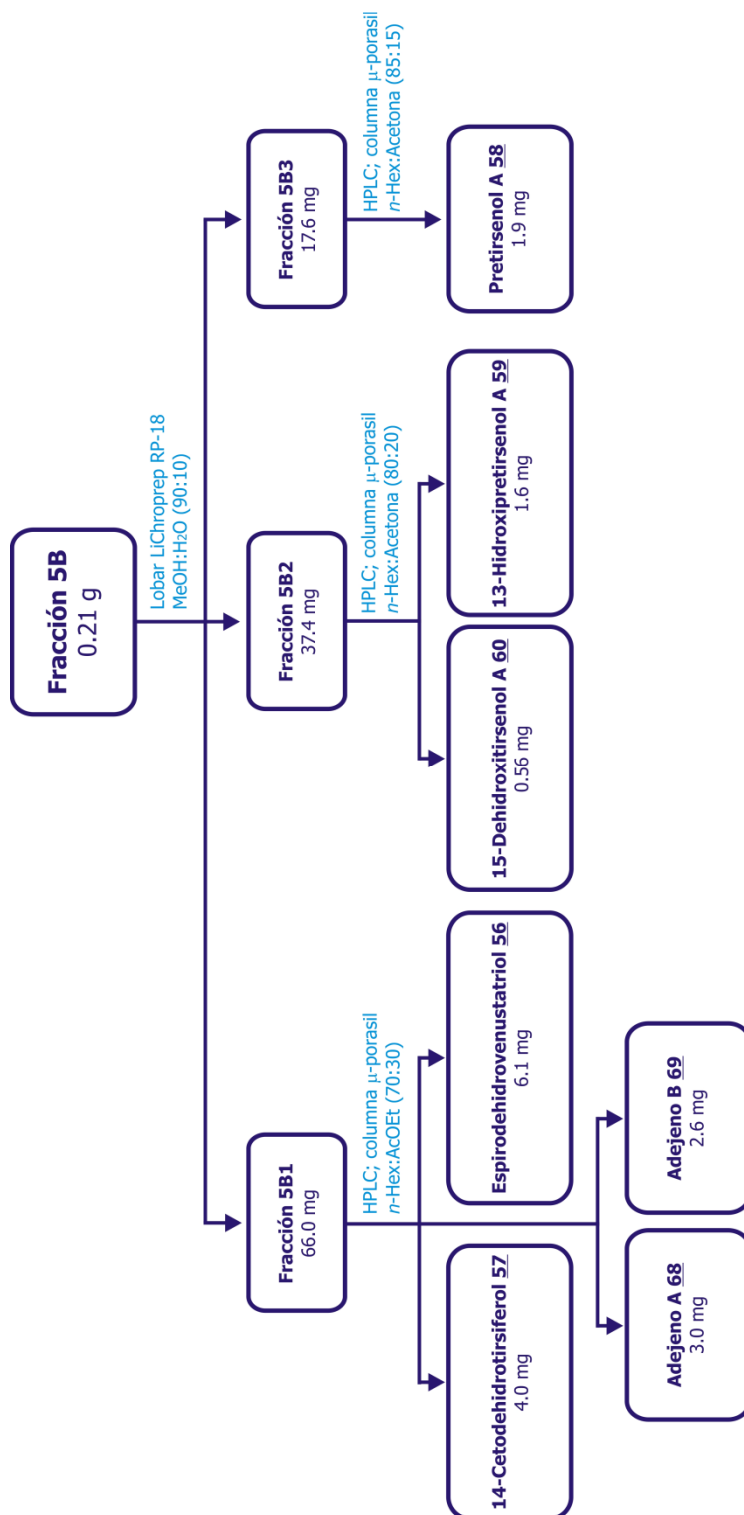 Fracción 5B
0.21 g
Lobar LiChroprep RP-18
MeOH:H₂O (90:10)
Fracción 5B1
66.0 mg
Fracción 5B2
37.4 mg
Fracción 5B3
17.6 mg
HPLC; columna μ-porasil
n-Hex:AcOEt (70:30)
HPLC; columna μ-porasil
n-Hex:Acetona (80:20)
HPLC; columna μ-porasil
n-Hex:Acetona (85:15)
14-Cetodehidrotirsiferol 57
4.0 mg
Espirodehidrovenustatriol 56
6.1 mg
15-Dehidroxitirsenol A 60
0.56 mg
13-Hidroxipretirsenol A 59
1.6 mg
Pretirsenol A 58
1.9 mg
Adejeno A 68
3.0 mg
Adejeno B 69
2.6 mg